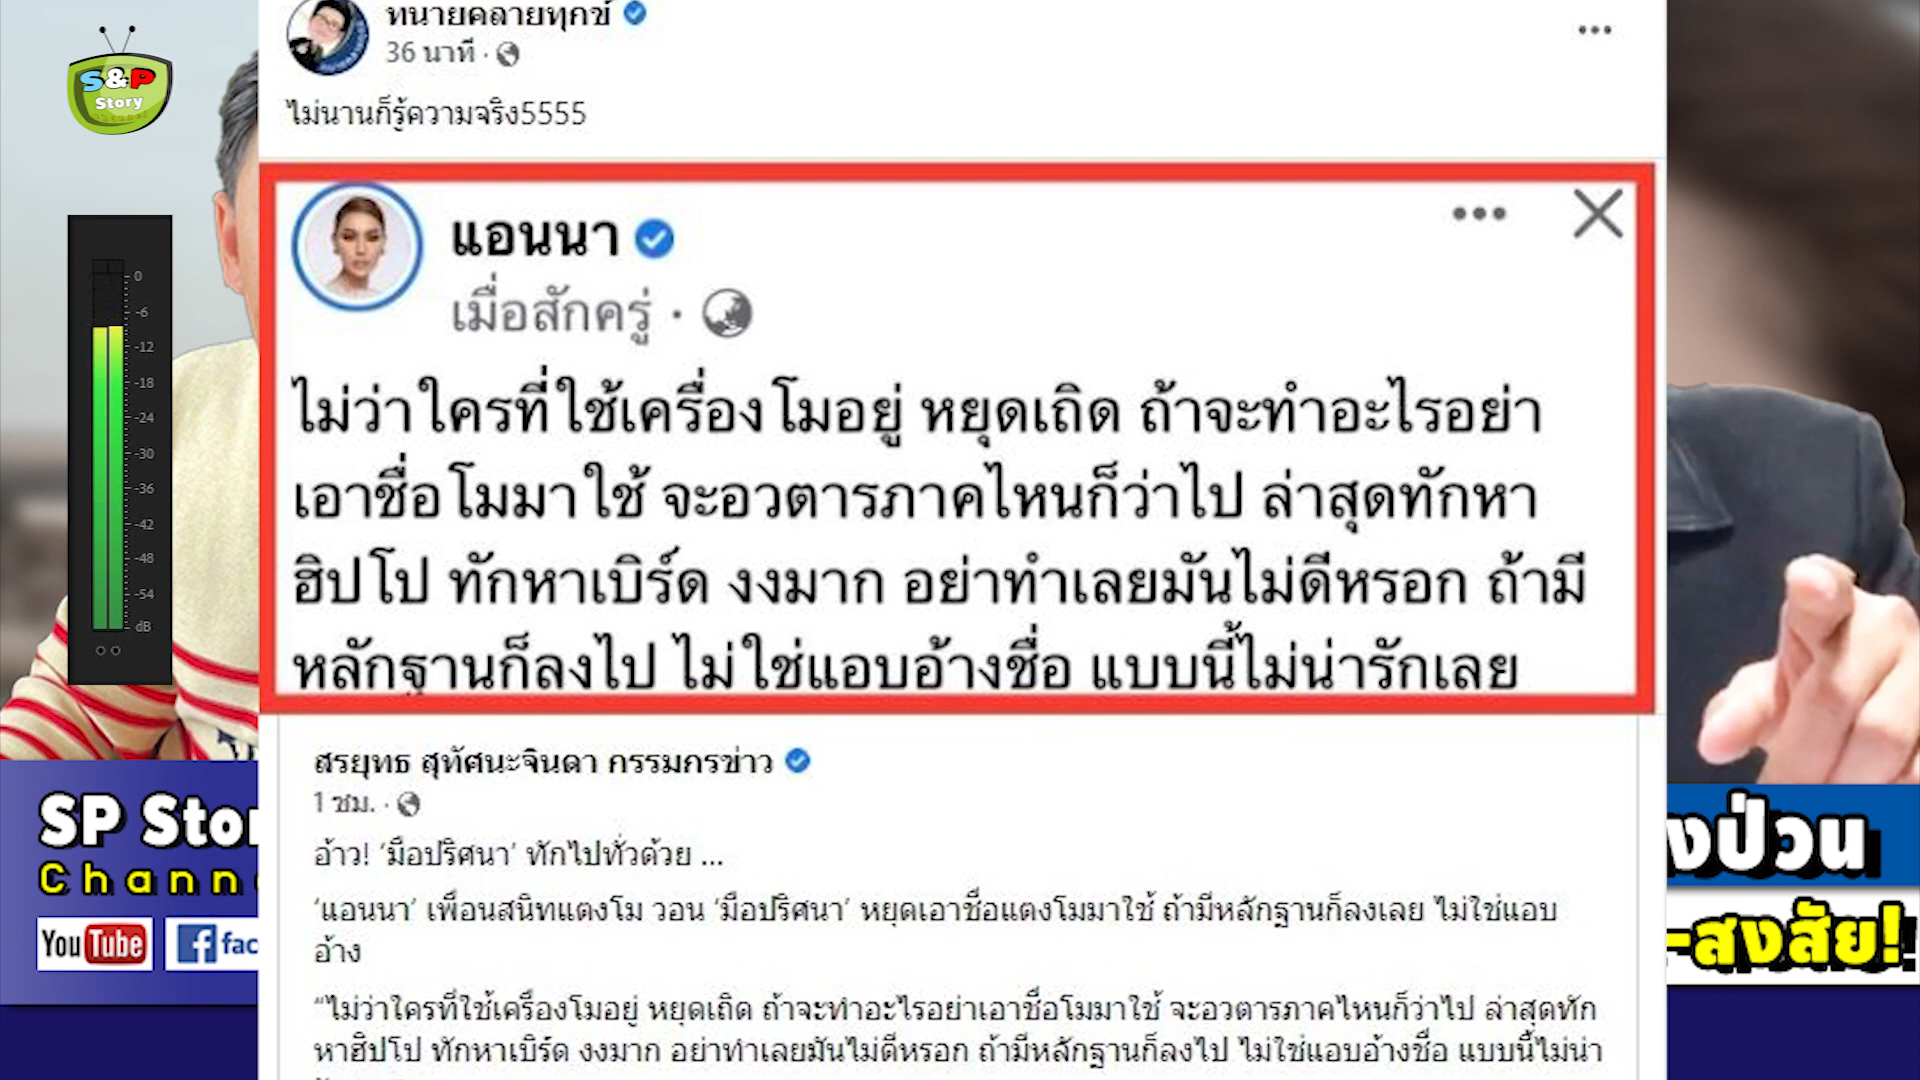 ทนายคลายทุกข์
36 นาที ·
ไม่นานก็รู้ความจริง5555
S&P
Story
แอนนา
เมื่อสักครู่ ·
ไม่ว่าใครที่ใช้เครื่องโมอยู่ หยุดเถิด ถ้าจะทำอะไรอย่า
เอาชื่อโมมาใช้ จะอวตารภาคไหนก็ว่าไป ล่าสุดทักหา
ฮิปโป ทักหาเบิร์ด งงมาก อย่าทำเลยมันไม่ดีหรอก ถ้ามี
หลักฐานก็ลงไป ไม่ใช่แอบอ้างชื่อ แบบนี้ไม่น่ารักเลย
0
-6
-12
-18
-24
-30
-36
-42
-48
-54
dB
สรยุทธ สุทัศนะจินดา กรรมกรข่าว
1 ชม. ·
อ้าว! ‘มือปริศนา’ ทักไปทั่วด้วย ...
‘แอนนา’ เพื่อนสนิทแตงโม วอน ‘มือปริศนา’ หยุดเอาชื่อแตงโมมาใช้ ถ้ามีหลักฐานก็ลงเลย ไม่ใช่แอบ
อ้าง
“ไม่ว่าใครที่ใช้เครื่องโมอยู่ หยุดเถิด ถ้าจะทำอะไรอย่าเอาชื่อโมมาใช้ จะอวตารภาคไหนก็ว่าไป ล่าสุดทัก
หาฮิปโป ทักหาเบิร์ด งงมาก อย่าทำเลยมันไม่ดีหรอก ถ้ามีหลักฐานก็ลงไป ไม่ใช่แอบอ้างชื่อ แบบนี้ไม่น่า
SP Stor
Chann
YouTube
fac
งป่วน
-สงสัย!